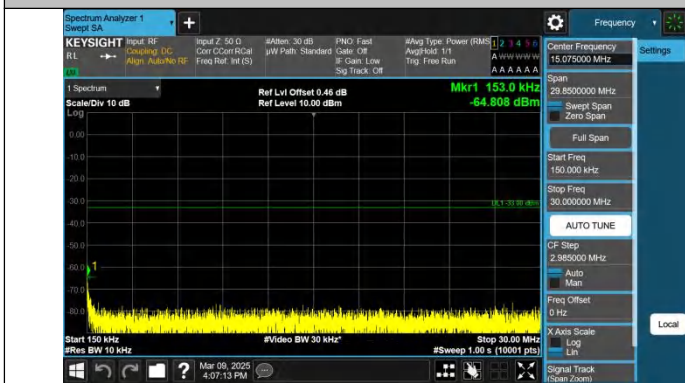 Spectrum Analyzer 1
Swept SA
Frequency
KEYSIGHT
RL
Input: RF
Coupling: DC
Align: Auto/No RF
Input Z: 50 Ω
Corr CCorr RCal
Freq Ref: Int (S)
#Atten: 30 dB
µW Path: Standard
PNO: Fast
Gate: Off
IF Gain: Low
Sig Track: Off
#Avg Type: Power (RMS)
Avg|Hold: 1/1
Trig: Free Run
1 2 3 4 5 6
A W W W W W
A A A A A A
1 Spectrum
Scale/Div 10 dB
Ref Lvl Offset 0.46 dB
Ref Level 10.00 dBm
Mkr1 153.0 kHz
-64.808 dBm
Log
0.00
-10.0
-20.0
-30.0
DL1 -33.00 dBm
-40.0
-50.0
-60.0
1
-70.0
-80.0
Start 150 kHz
#Video BW 30 kHz*
Stop 30.00 MHz
#Res BW 10 kHz
#Sweep 1.00 s (10001 pts)
Mar 09, 2025
4:07:13 PM
Center Frequency
15.075000 MHz
Settings
Span
29.8500000 MHz
Swept Span
Zero Span
Full Span
Start Freq
150.000 kHz
Stop Freq
30.000000 MHz
AUTO TUNE
CF Step
2.985000 MHz
Auto
Man
Freq Offset
0 Hz
X Axis Scale
Log
Lin
Local
Signal Track
(Span Zoom)